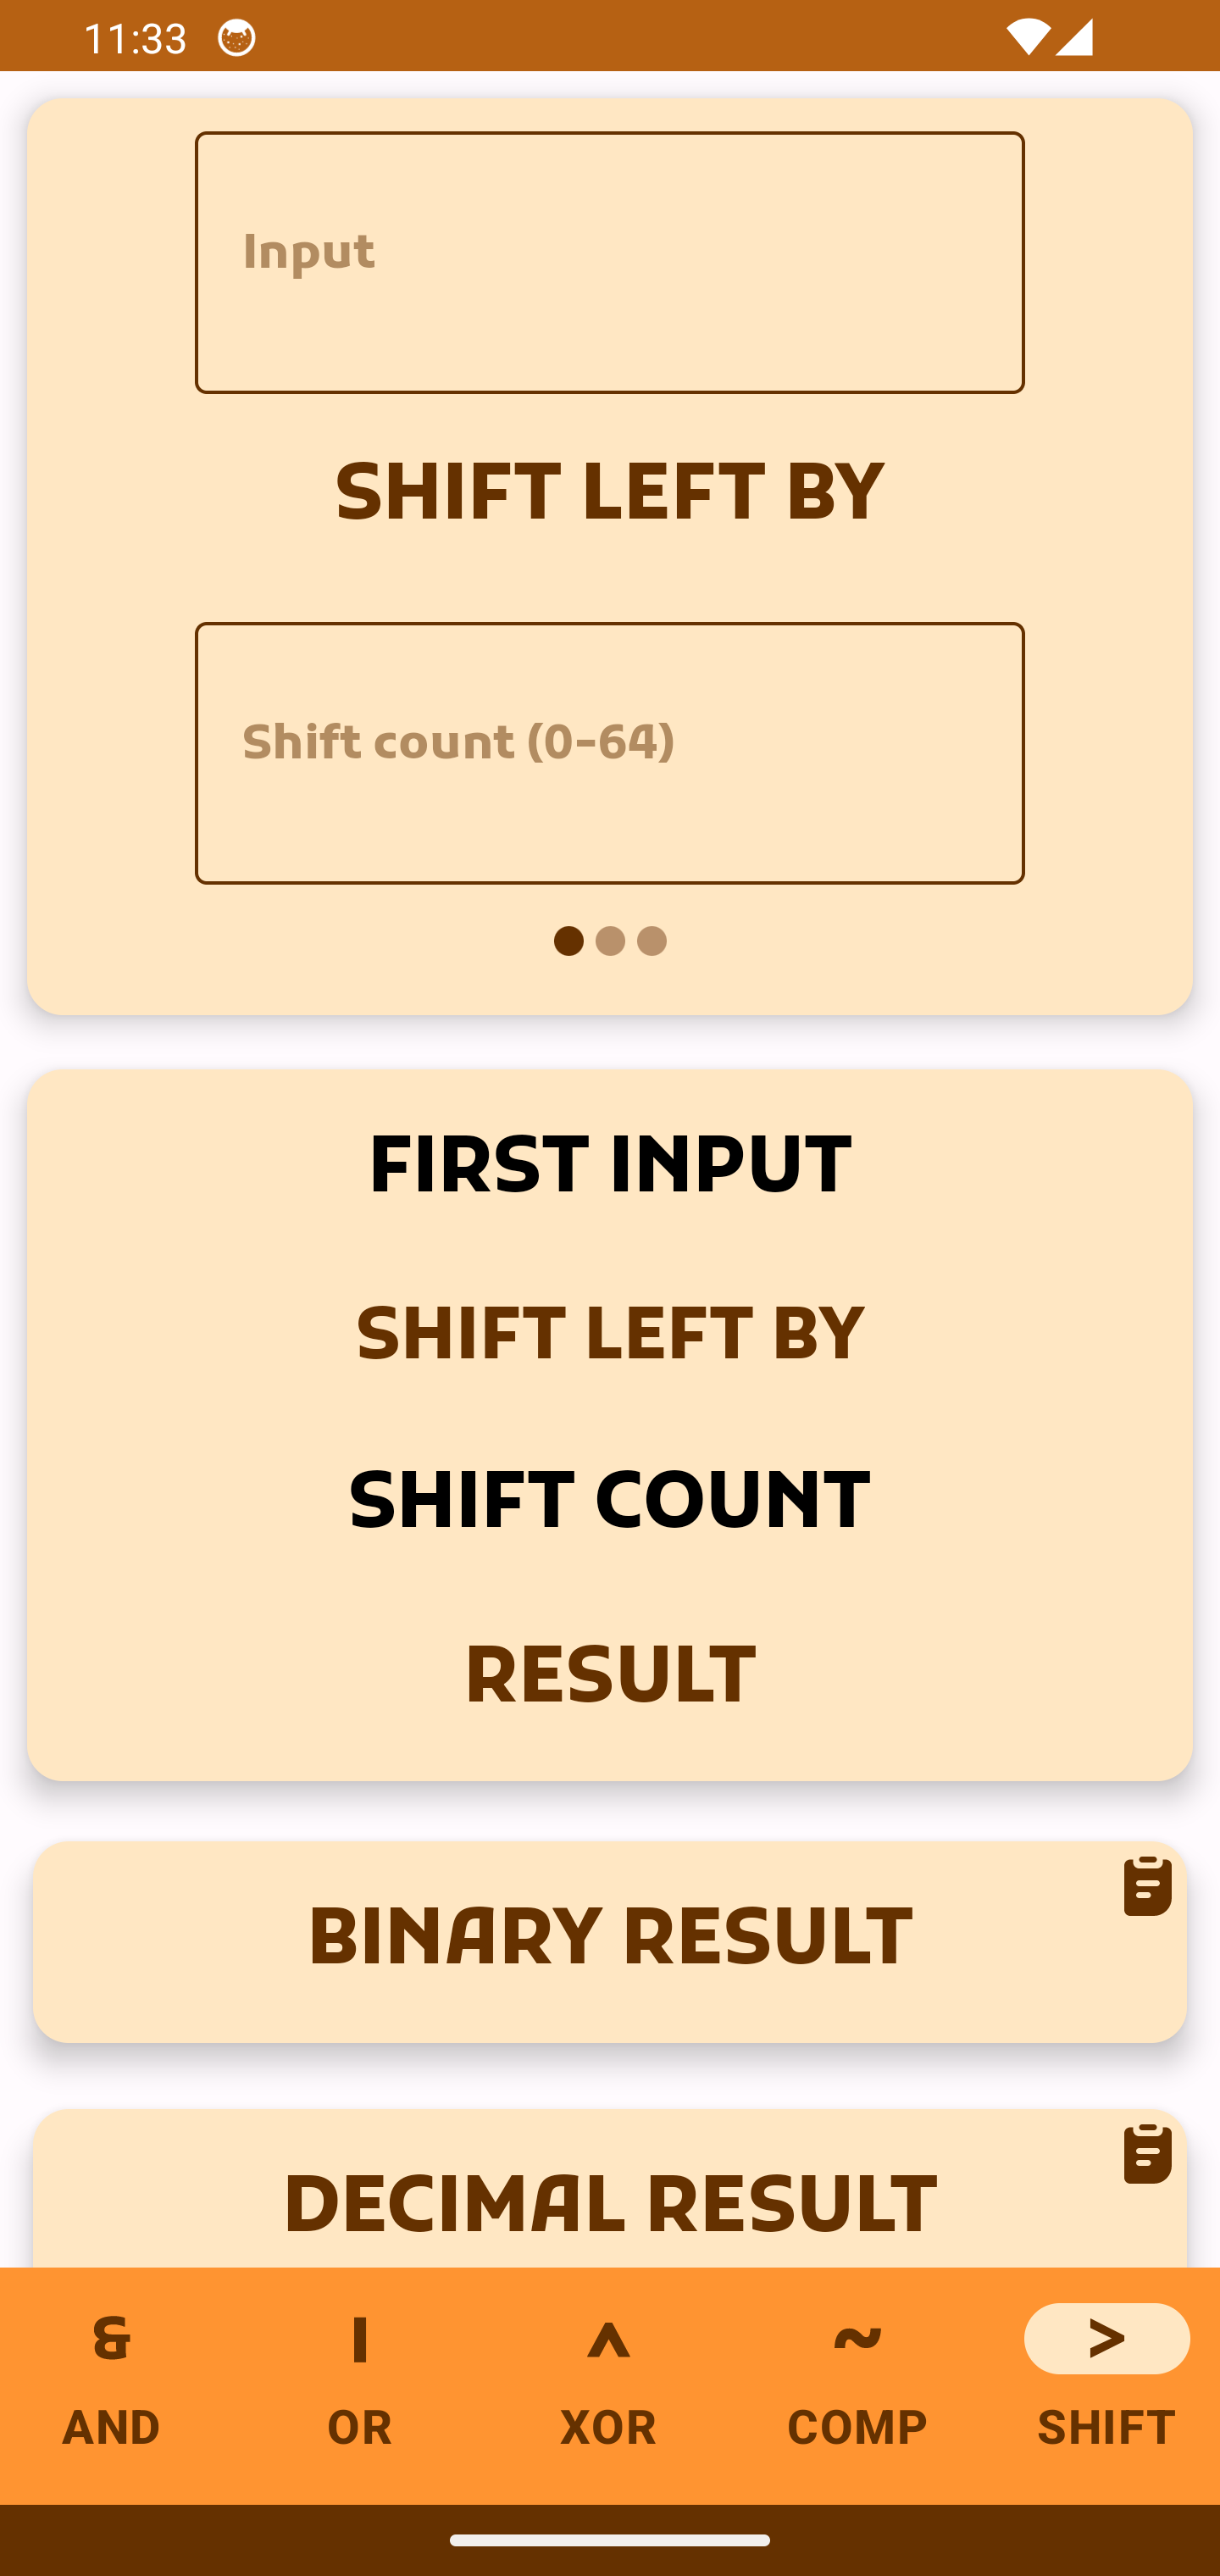 11:33
Input
SHIFT LEFT BY
Shift count (0-64)
FIRST INPUT
SHIFT LEFT BY
SHIFT COUNT
RESULT
BINARY RESULT
DECIMAL RESULT
& | ^ ~ >
AND OR XOR COMP SHIFT